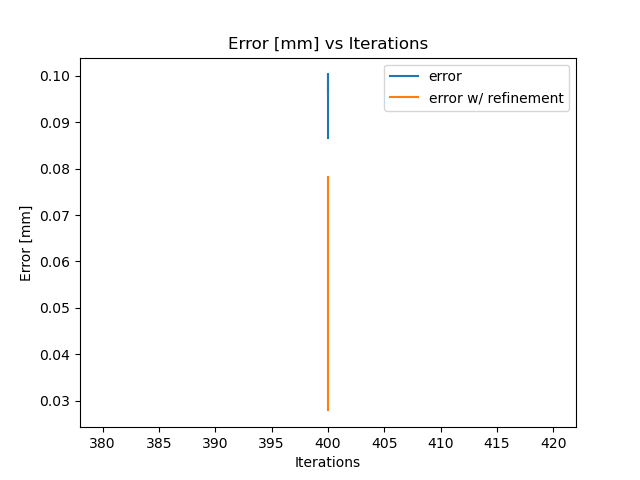 Error [mm] vs Iterations
error
error w/ refinement
0.10
0.09
0.08
0.07
0.06
0.05
0.04
0.03
Error [mm]
380 385 390 395 400 405 410 415 420
Iterations